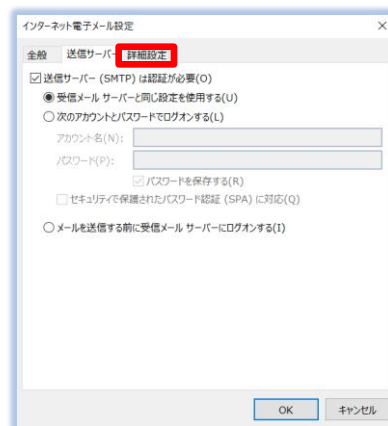 インターネット電子メール設定
全般 送信サーバー 詳細設定
送信サーバー (SMTP) は認証が必要(O)
受信メール サーバーと同じ設定を使用する(U)
次のアカウントとパスワードでログオンする(L)
アカウント名(N):
パスワード(P):
パスワードを保存する(R)
セキュリティで保護されたパスワード認証 (SPA) に対応(Q)
メールを送信する前に受信メール サーバーにログオンする(I)
OK キャンセル